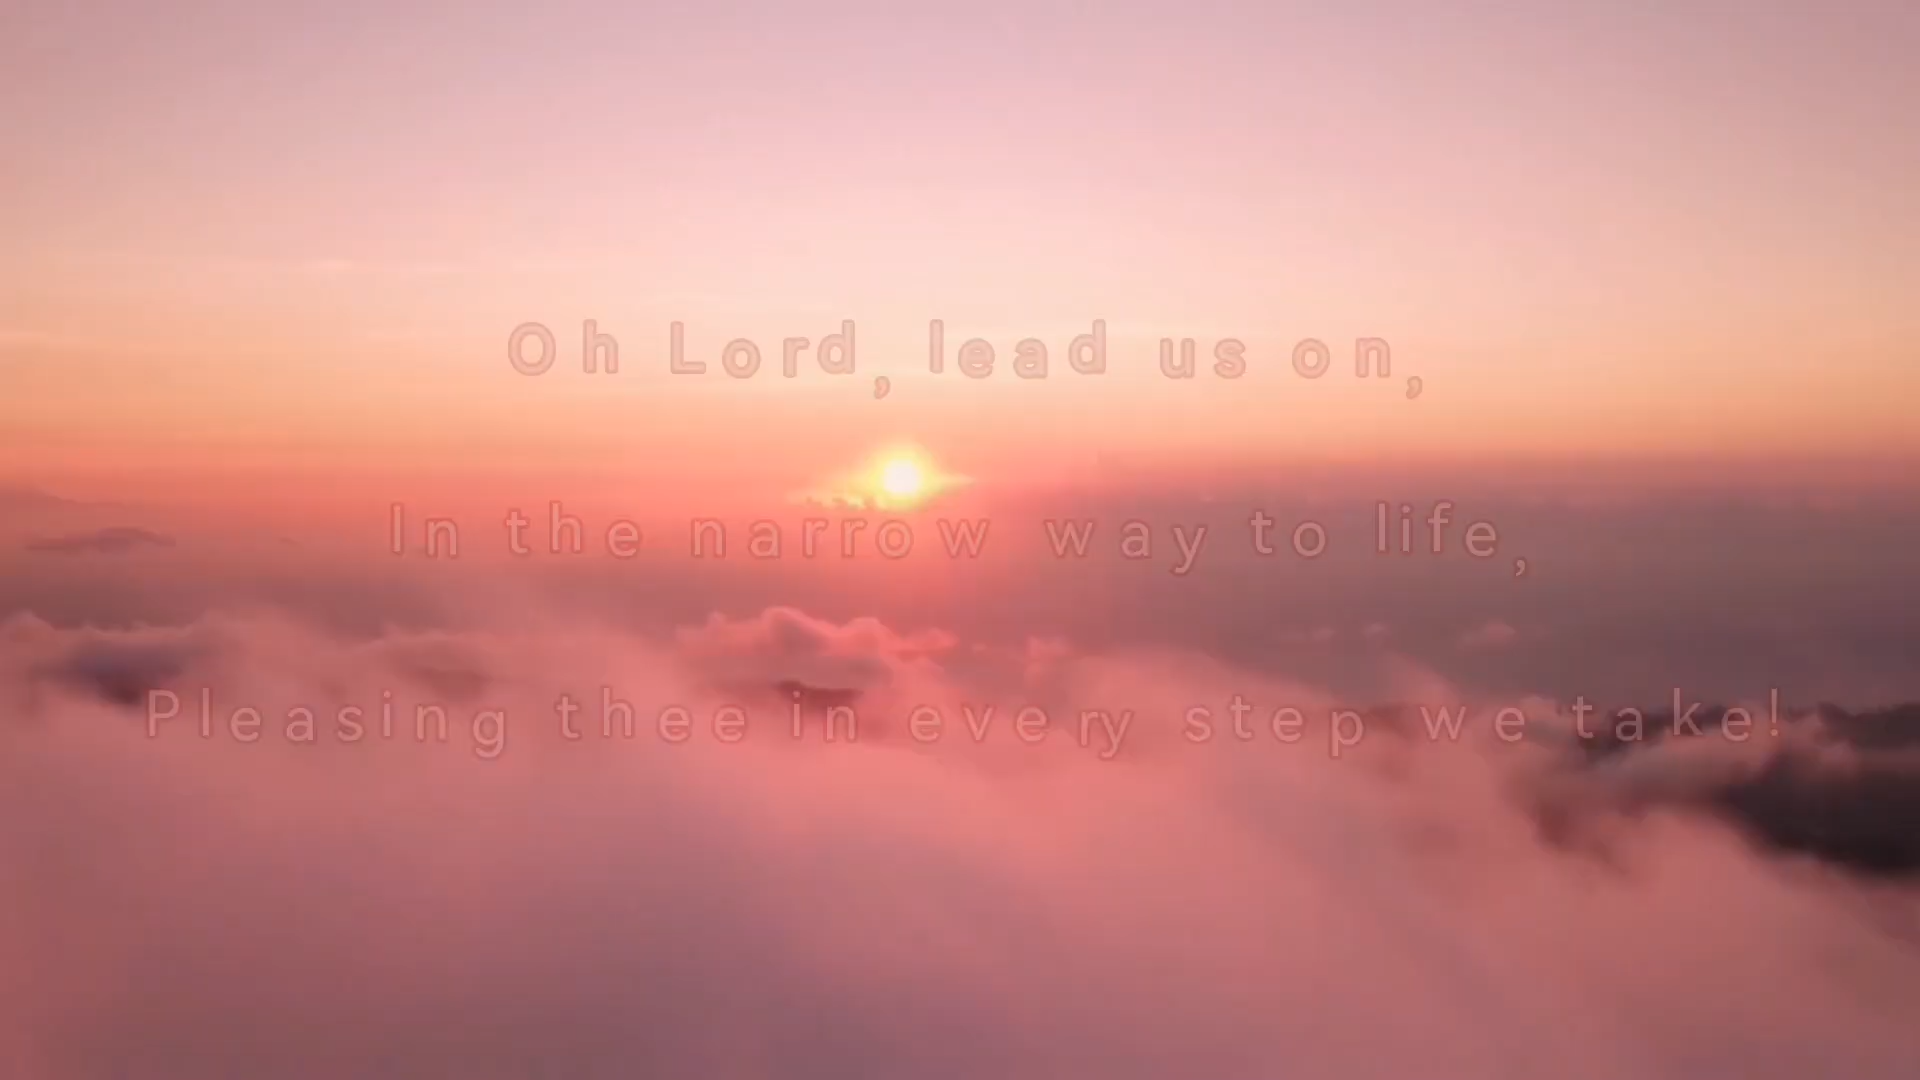 Oh Lord, lead us on,
In the narrow way to life,
Pleasing thee in every step we take!